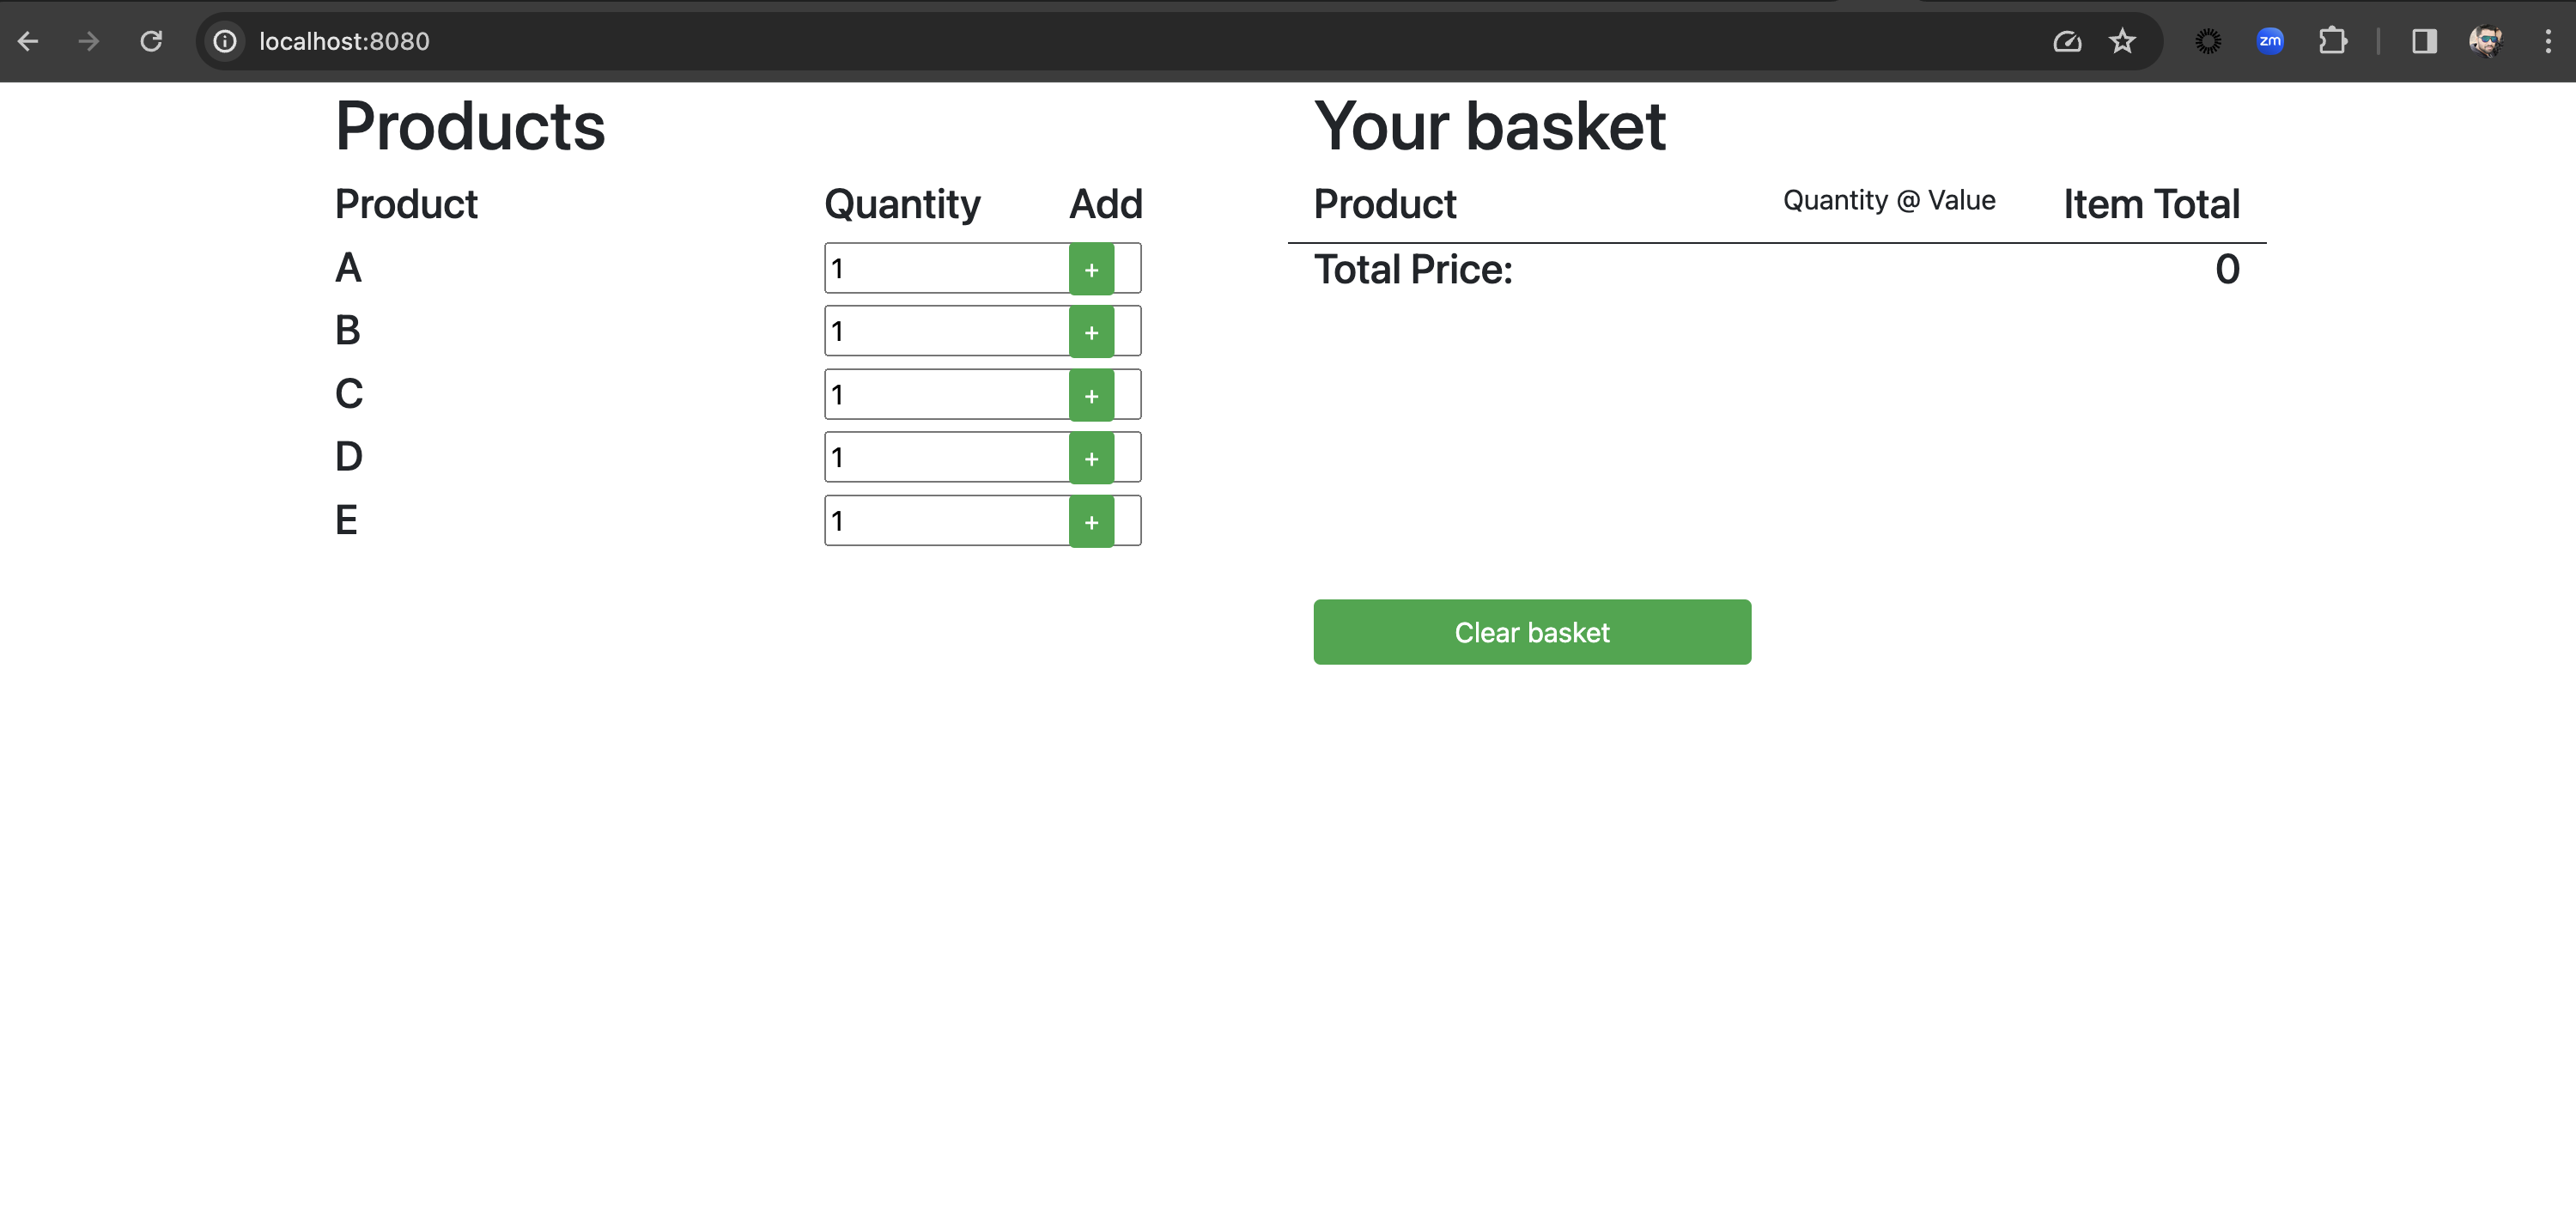 localhost:8080
zm
Products
Product Quantity Add
A 1 +
B 1 +
C 1 +
D 1 +
E 1 +
Your basket
Product Quantity @ Value Item Total
Total Price: 0
Clear basket